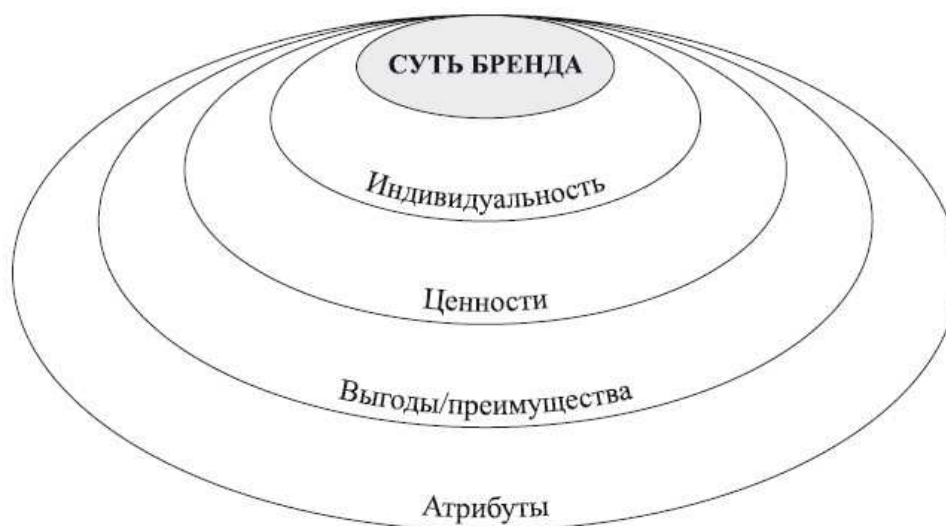 СУТЬ БРЕНДА
Индивидуальность
Ценности
Выгоды/преимущества
Атрибуты